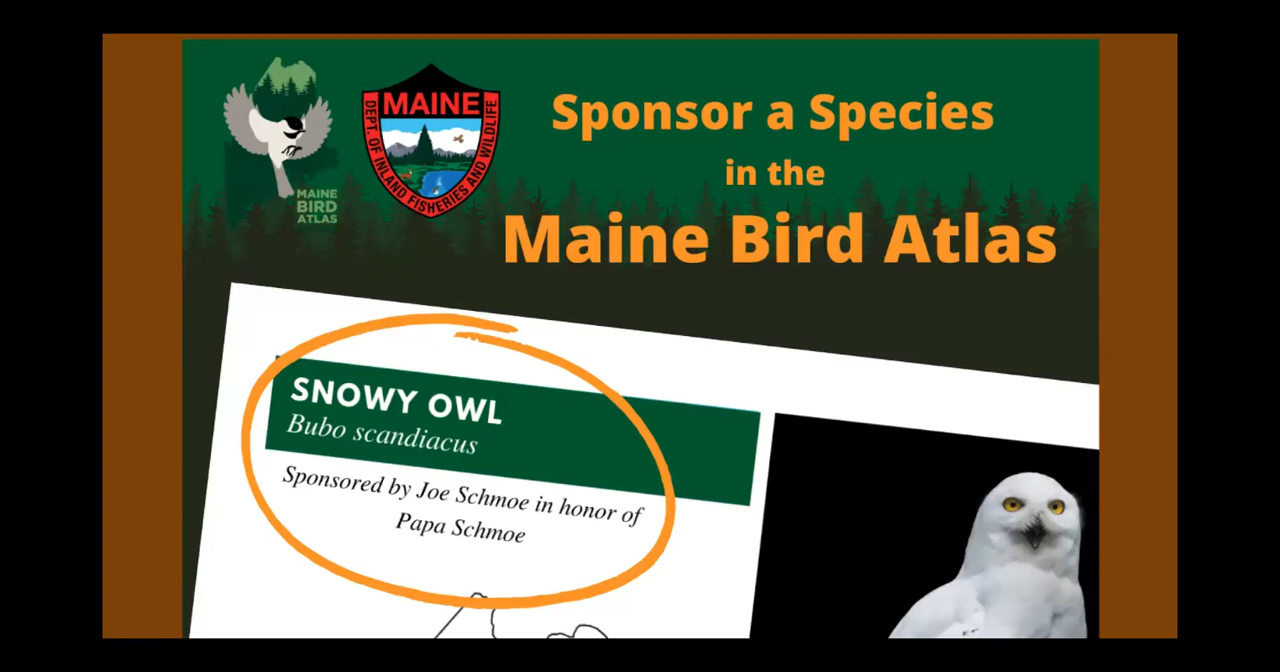 MAINE
BIRD
ATLAS
MAINE
DEPT. OF INLAND FISHERIES AND WILDLIFE
Sponsor a Species
in the
Maine Bird Atlas
SNOWY OWL
Bubo scandiacus
Sponsored by Joe Schmoe in honor of
Papa Schmoe